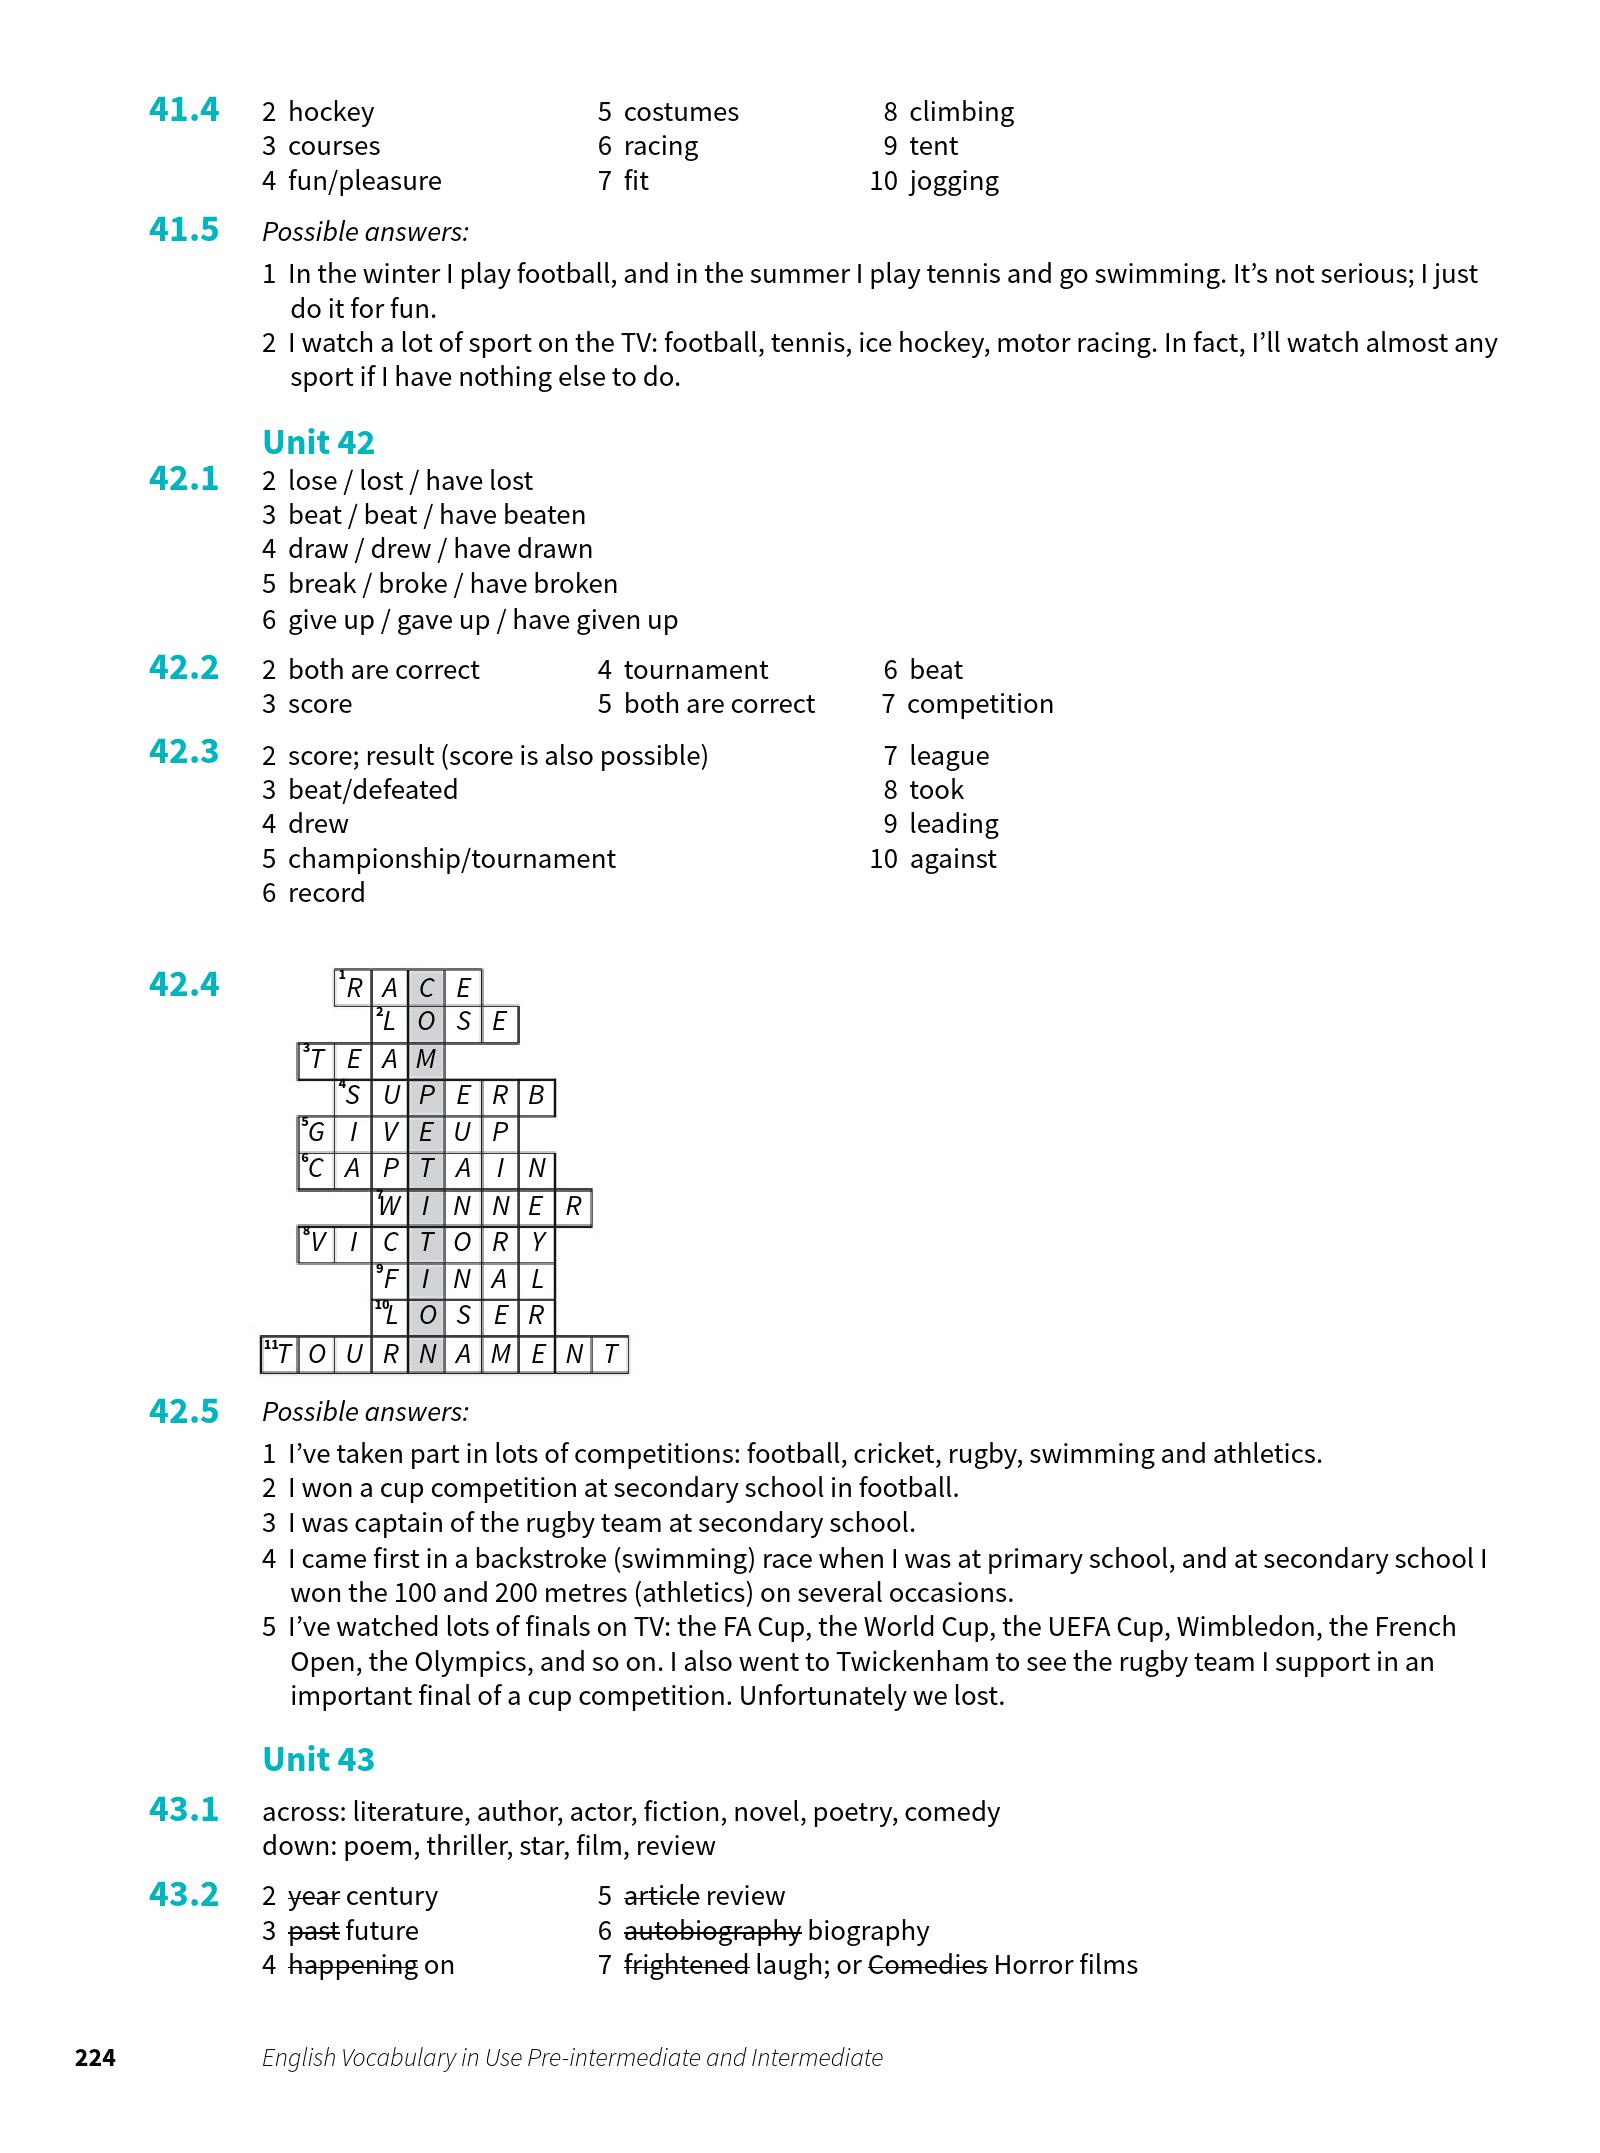 41.4 2 hockey 5 costumes 8 climbing
3 courses 6 racing 9 tent
4 fun/pleasure 7 fit 10 jogging
41.5 Possible answers:
1 In the winter I play football, and in the summer I play tennis and go swimming. It’s not serious; I just
do it for fun.
2 I watch a lot of sport on the TV: football, tennis, ice hockey, motor racing. In fact, I’ll watch almost any
sport if I have nothing else to do.
Unit 42
42.1 2 lose / lost / have lost
3 beat / beat / have beaten
4 draw / drew / have drawn
5 break / broke / have broken
6 give up / gave up / have given up
42.2 2 both are correct 4 tournament 6 beat
3 score 5 both are correct 7 competition
42.3 2 score; result (score is also possible) 7 league
3 beat/defeated 8 took
4 drew 9 leading
5 championship/tournament 10 against
6 record
42.4 1 R A C E
2 L O S E
3 T E A M
4 S U P E R B
5 G I V E U P
6 C A P T A I N
7 W I N N E R
8 V I C T O R Y
9 F I N A L
10 L O S E R
11 T O U R N A M E N T
42.5 Possible answers:
1 I’ve taken part in lots of competitions: football, cricket, rugby, swimming and athletics.
2 I won a cup competition at secondary school in football.
3 I was captain of the rugby team at secondary school.
4 I came first in a backstroke (swimming) race when I was at primary school, and at secondary school I
won the 100 and 200 metres (athletics) on several occasions.
5 I’ve watched lots of finals on TV: the FA Cup, the World Cup, the UEFA Cup, Wimbledon, the French
Open, the Olympics, and so on. I also went to Twickenham to see the rugby team I support in an
important final of a cup competition. Unfortunately we lost.
Unit 43
43.1 across: literature, author, actor, fiction, novel, poetry, comedy
down: poem, thriller, star, film, review
43.2 2 year century 5 article review
3 past future 6 autobiography biography
4 happening on 7 frightened laugh; or Comedies Horror films
224 English Vocabulary in Use Pre-intermediate and Intermediate